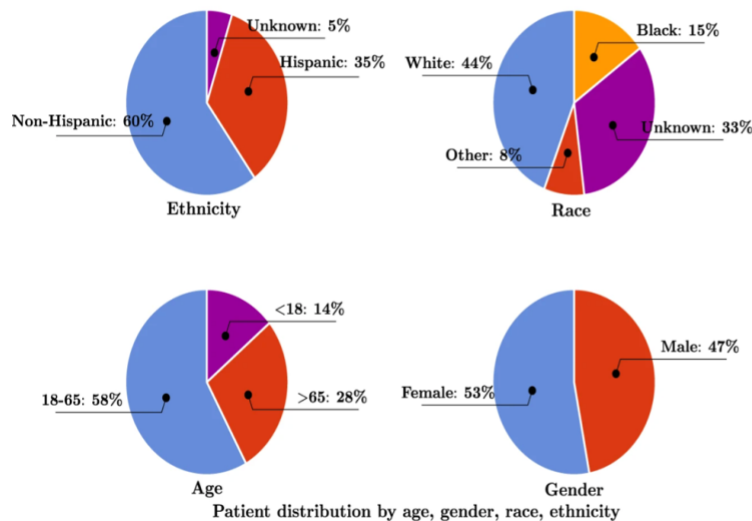 Unknown: 5%
Hispanic: 35%
Non-Hispanic: 60%
Ethnicity
Black: 15%
White: 44%
Unknown: 33%
Other: 8%
Race
<18: 14%
18-65: 58%
>65: 28%
Age
Male: 47%
Female: 53%
Gender
Patient distribution by age, gender, race, ethnicity